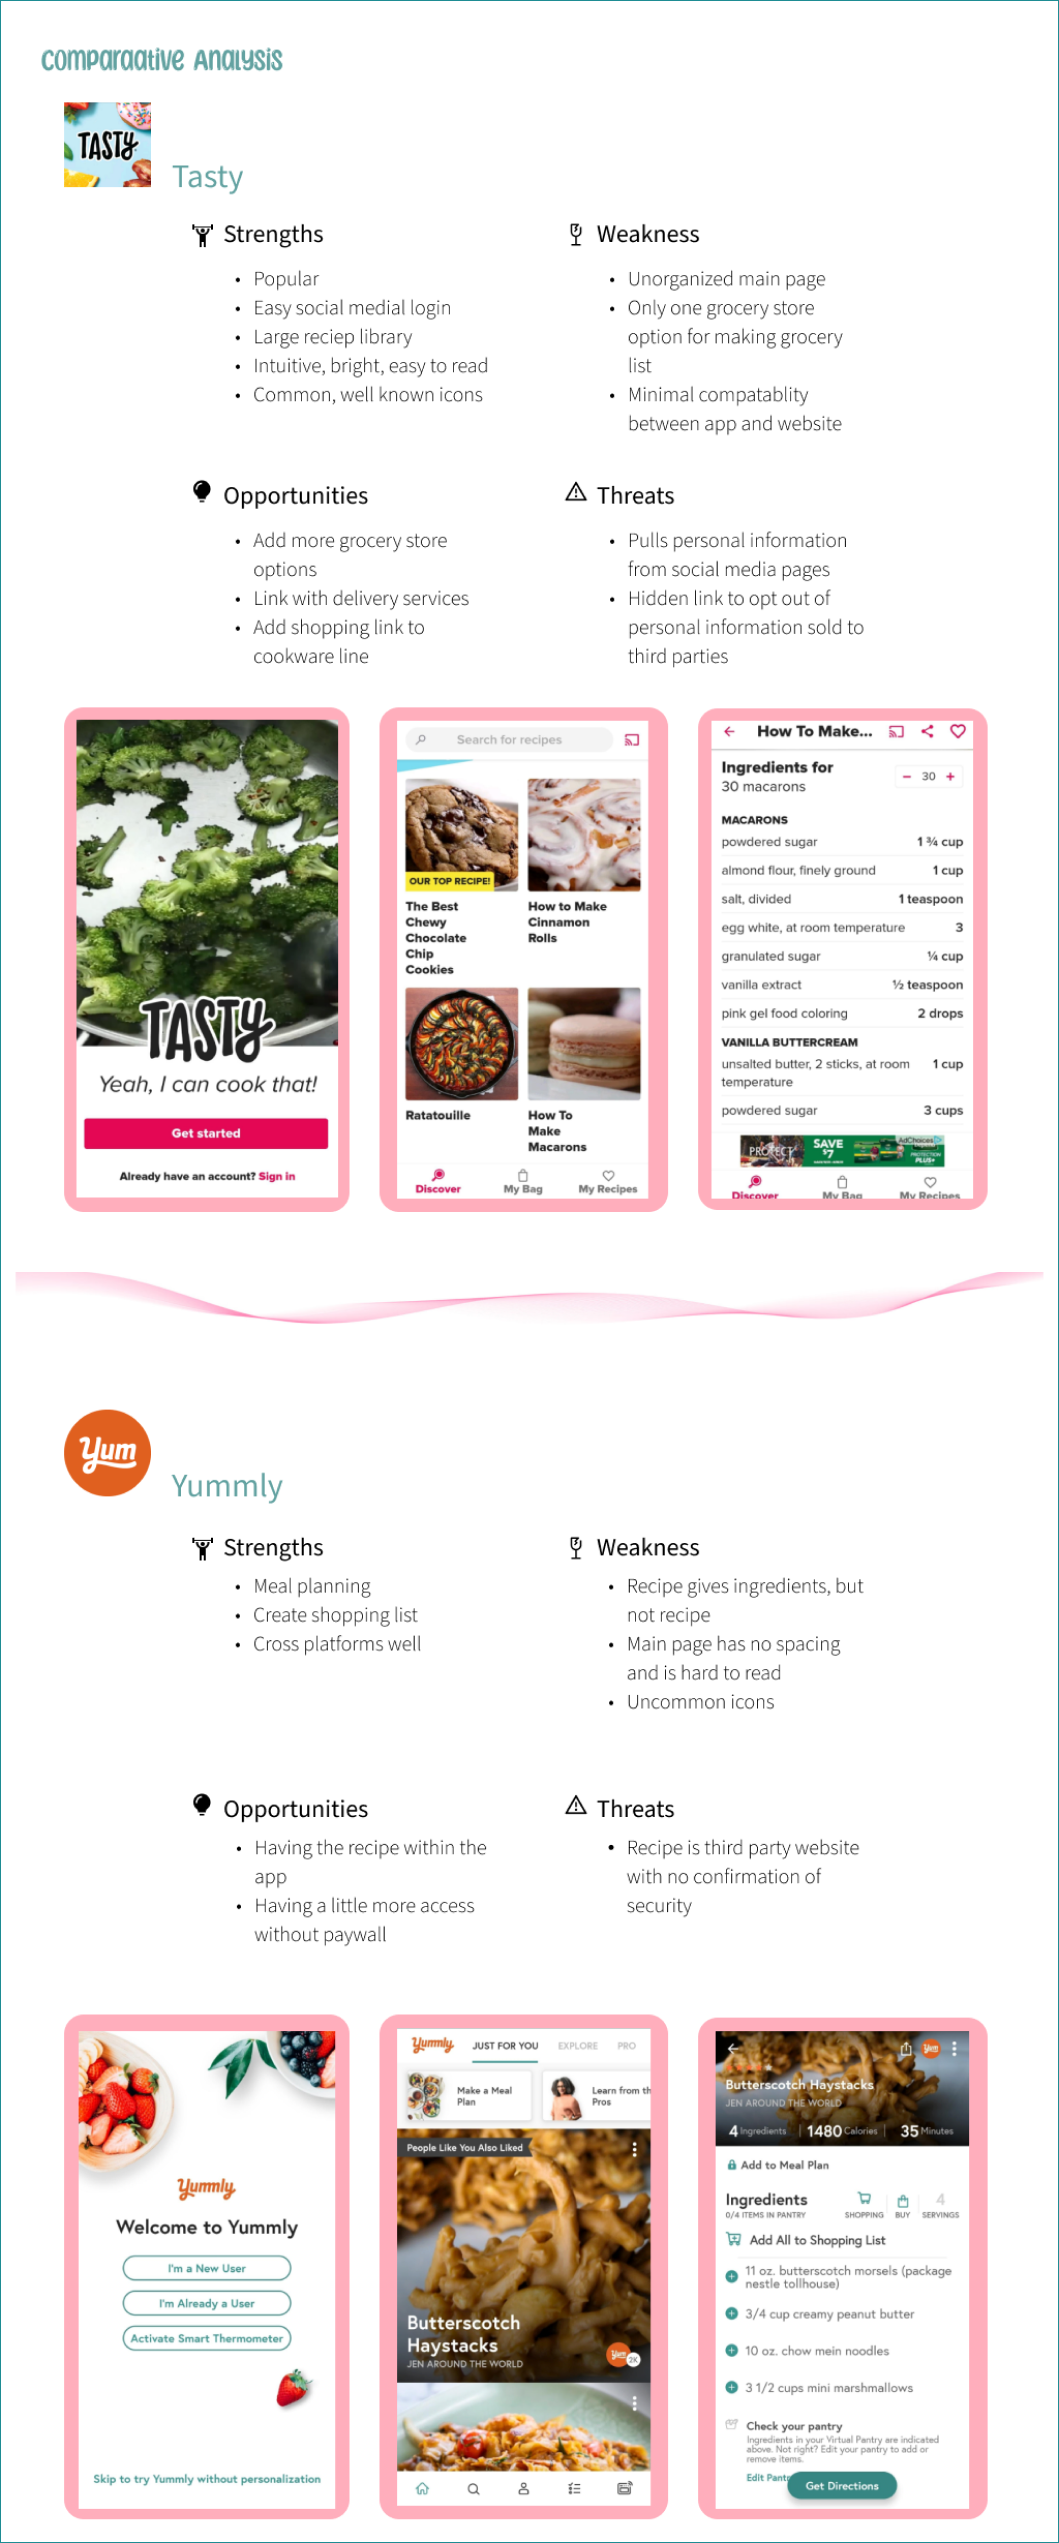 Comparaative Analysis
TASTY
Tasty
Strengths
• Popular
• Easy social medial login
• Large reciep library
• Intuitive, bright, easy to read
• Common, well known icons
Weakness
• Unorganized main page
• Only one grocery store
option for making grocery
list
• Minimal compatablity
between app and website
Opportunities
• Add more grocery store
options
• Link with delivery services
• Add shopping link to
cookware line
Threats
• Pulls personal information
from social media pages
• Hidden link to opt out of
personal information sold to
third parties
TASTY
Yeah, I can cook that!
Get started
Already have an account? Sign in
Search for recipes
OUR TOP RECIPE!
The Best
Chewy
Chocolate
Chip
Cookies
How to Make
Cinnamon
Rolls
Ratatouille
How To
Make
Macarons
Discover My Bag My Recipes
How To Make...
Ingredients for
30 macarons
− 30 +
MACARONS
powdered sugar 1 ¾ cup
almond flour, finely ground 1 cup
salt, divided 1 teaspoon
egg white, at room temperature 3
granulated sugar ¼ cup
vanilla extract ½ teaspoon
pink gel food coloring 2 drops
VANILLA BUTTERCREAM
unsalted butter, 2 sticks, at room 1 cup
temperature
powdered sugar 3 cups
PROTECT SAVE $7 AdChoices
PROTECTION PLUS+
Discover My Bag My Recipes
Yum
Yummly
Strengths
• Meal planning
• Create shopping list
• Cross platforms well
Weakness
• Recipe gives ingredients, but
not recipe
• Main page has no spacing
and is hard to read
• Uncommon icons
Opportunities
• Having the recipe within the
app
• Having a little more access
without paywall
Threats
• Recipe is third party website
with no confirmation of
security
Yummly
Welcome to Yummly
I'm a New User
I'm Already a User
Activate Smart Thermometer
Skip to try Yummly without personalization
Yummly JUST FOR YOU EXPLORE PRO
Make a Meal
Plan
Learn from th
Pros
People Like You Also Liked
Butterscotch
Haystacks
JEN AROUND THE WORLD
Yum 2K
Yum
Butterscotch Haystacks
JEN AROUND THE WORLD
4 Ingredients | 1480 Calories | 35 Minutes
Add to Meal Plan
Ingredients
0/4 ITEMS IN PANTRY
SHOPPING BUY 4 SERVINGS
Add All to Shopping List
11 oz. butterscotch morsels (package
nestle tollhouse)
3/4 cup creamy peanut butter
10 oz. chow mein noodles
3 1/2 cups mini marshmallows
Check your pantry
Ingredients in your Virtual Pantry are indicated
above. Not right? Edit your pantry to add or
remove items.
Edit Pant
Get Directions